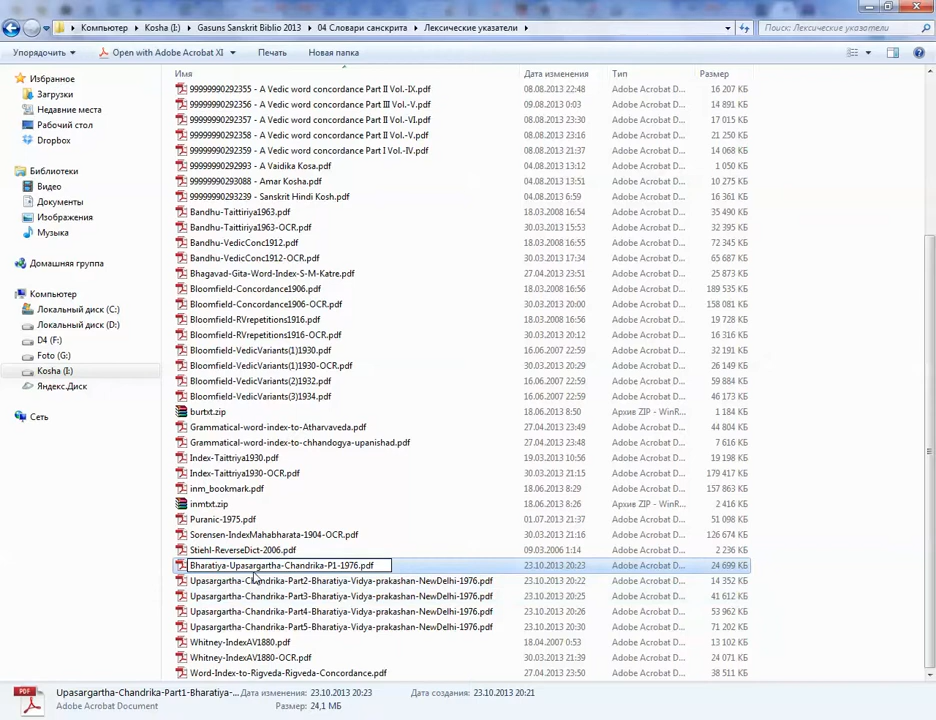 Компьютер ▸ Kosha (I:) ▸ Gasuns Sanskrit Biblio 2013 ▸ 04 Словари санскрита ▸ Лексические указатели ▸
Поиск: Лексические указатели
Упорядочить Open with Adobe Acrobat XI Печать Новая папка
Избранное
Загрузки
Недавние места
Рабочий стол
Dropbox
Библиотеки
Видео
Документы
Изображения
Музыка
Домашняя группа
Компьютер
Локальный диск (C:)
Локальный диск (D:)
D4 (F:)
Foto (G:)
Kosha (I:)
Яндекс.Диск
Сеть
Имя Дата изменения Тип Размер
99999990292355 - A Vedic word concordance Part II Vol.-IX.pdf 08.08.2013 22:48 Adobe Acrobat D... 16 207 КБ
99999990292356 - A Vedic word concordance Part III Vol.-V.pdf 09.08.2013 0:03 Adobe Acrobat D... 14 891 КБ
99999990292357 - A Vedic word concordance Part II Vol.-VI.pdf 08.08.2013 23:30 Adobe Acrobat D... 17 015 КБ
99999990292358 - A Vedic word concordance Part II Vol.-V.pdf 08.08.2013 23:16 Adobe Acrobat D... 21 250 КБ
99999990292359 - A Vedic word concordance Part I Vol.-IV.pdf 08.08.2013 21:37 Adobe Acrobat D... 14 068 КБ
99999990292993 - A Vaidika Kosa.pdf 04.08.2013 13:12 Adobe Acrobat D... 1 050 КБ
99999990293088 - Amar Kosha.pdf 04.08.2013 13:51 Adobe Acrobat D... 10 275 КБ
99999990293239 - Sanskrit Hindi Kosh.pdf 04.08.2013 6:59 Adobe Acrobat D... 16 361 КБ
Bandhu-Taittiriya1963.pdf 18.03.2008 16:54 Adobe Acrobat D... 35 490 КБ
Bandhu-Taittiriya1963-OCR.pdf 30.03.2013 15:53 Adobe Acrobat D... 32 395 КБ
Bandhu-VedicConc1912.pdf 18.03.2008 16:55 Adobe Acrobat D... 72 345 КБ
Bandhu-VedicConc1912-OCR.pdf 30.03.2013 17:34 Adobe Acrobat D... 65 687 КБ
Bhagavad-Gita-Word-Index-S-M-Katre.pdf 27.04.2013 23:51 Adobe Acrobat D... 25 873 КБ
Bloomfield-Concordance1906.pdf 18.03.2008 16:56 Adobe Acrobat D... 189 535 КБ
Bloomfield-Concordance1906-OCR.pdf 30.03.2013 20:00 Adobe Acrobat D... 158 081 КБ
Bloomfield-RVrepetitions1916.pdf 18.03.2008 16:54 Adobe Acrobat D... 19 728 КБ
Bloomfield-RVrepetitions1916-OCR.pdf 30.03.2013 20:12 Adobe Acrobat D... 16 316 КБ
Bloomfield-VedicVariants(1)1930.pdf 16.06.2007 22:59 Adobe Acrobat D... 32 191 КБ
Bloomfield-VedicVariants(1)1930-OCR.pdf 30.03.2013 20:29 Adobe Acrobat D... 26 149 КБ
Bloomfield-VedicVariants(2)1932.pdf 16.06.2007 22:59 Adobe Acrobat D... 59 884 КБ
Bloomfield-VedicVariants(3)1934.pdf 16.06.2007 22:59 Adobe Acrobat D... 46 173 КБ
burtxt.zip 18.06.2013 8:50 Архив ZIP - WinR... 1 184 КБ
Grammatical-word-index-to-Atharvaveda.pdf 27.04.2013 23:49 Adobe Acrobat D... 44 804 КБ
Grammatical-word-index-to-chhandogya-upanishad.pdf 27.04.2013 23:48 Adobe Acrobat D... 7 616 КБ
Index-Taittriya1930.pdf 19.03.2013 10:56 Adobe Acrobat D... 19 198 КБ
Index-Taittriya1930-OCR.pdf 30.03.2013 21:15 Adobe Acrobat D... 179 417 КБ
inm_bookmark.pdf 18.06.2013 8:29 Adobe Acrobat D... 157 863 КБ
inmtxt.zip 18.06.2013 8:26 Архив ZIP - WinR... 2 416 КБ
Puranic-1975.pdf 01.07.2013 21:37 Adobe Acrobat D... 51 098 КБ
Sorensen-IndexMahabharata-1904-OCR.pdf 30.03.2013 21:16 Adobe Acrobat D... 126 674 КБ
Stiehl-ReverseDict-2006.pdf 09.03.2006 1:14 Adobe Acrobat D... 2 236 КБ
Bharatiya-Upasargartha-Chandrika-P1-1976.pdf 23.10.2013 20:23 Adobe Acrobat D... 24 699 КБ
Upasargartha-Chandrika-Part2-Bharatiya-Vidya-prakashan-NewDelhi-1976.pdf 23.10.2013 20:22 Adobe Acrobat D... 14 352 КБ
Upasargartha-Chandrika-Part3-Bharatiya-Vidya-prakashan-NewDelhi-1976.pdf 23.10.2013 20:25 Adobe Acrobat D... 41 612 КБ
Upasargartha-Chandrika-Part4-Bharatiya-Vidya-prakashan-NewDelhi-1976.pdf 23.10.2013 20:26 Adobe Acrobat D... 53 962 КБ
Upasargartha-Chandrika-Part5-Bharatiya-Vidya-prakashan-NewDelhi-1976.pdf 23.10.2013 20:30 Adobe Acrobat D... 71 202 КБ
Whitney-IndexAV1880.pdf 18.04.2007 0:53 Adobe Acrobat D... 13 102 КБ
Whitney-IndexAV1880-OCR.pdf 30.03.2013 21:39 Adobe Acrobat D... 24 071 КБ
Word-Index-to-Rigveda-Rigveda-Concordance.pdf 27.04.2013 23:50 Adobe Acrobat D... 38 511 КБ
PDF
Upasargartha-Chandrika-Part1-Bharatiya-... Дата изменения: 23.10.2013 20:23 Дата создания: 23.10.2013 20:21
Adobe Acrobat Document Размер: 24,1 МБ